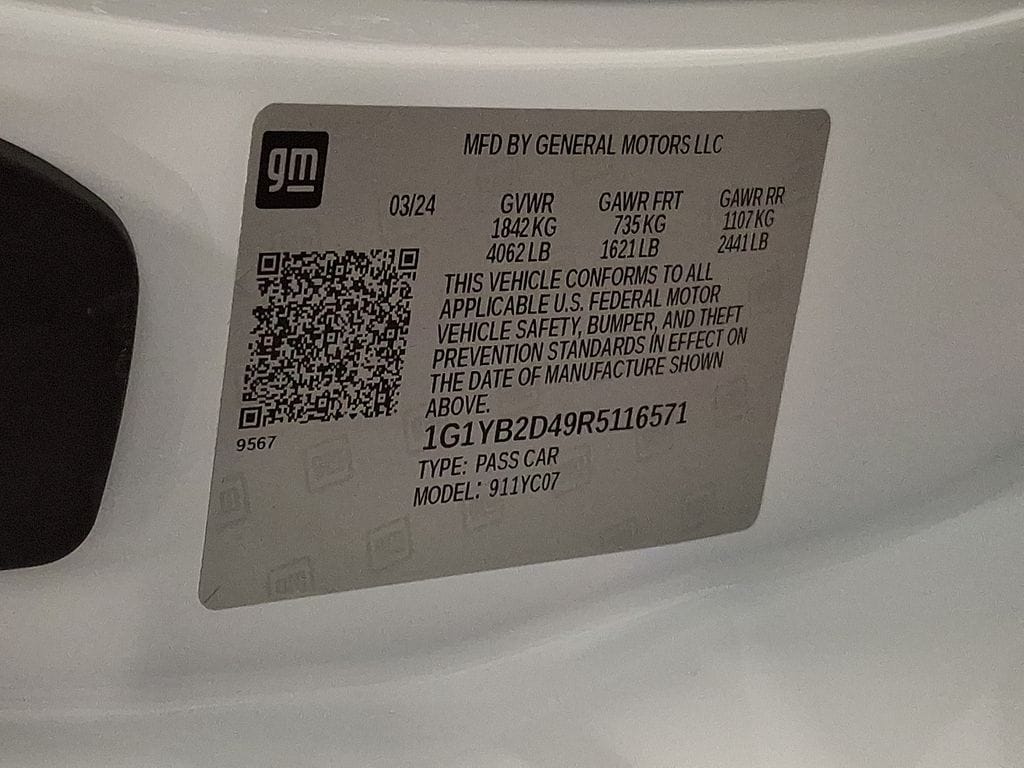 gm
MFD BY GENERAL MOTORS LLC
03/24 GVWR GAWR FRT GAWR RR
1842 KG 735 KG 1107 KG
4062 LB 1621 LB 2441 LB
THIS VEHICLE CONFORMS TO ALL
APPLICABLE U.S. FEDERAL MOTOR
VEHICLE SAFETY, BUMPER, AND THEFT
PREVENTION STANDARDS IN EFFECT ON
THE DATE OF MANUFACTURE SHOWN
ABOVE.
9567
1G1YB2D49R5116571
TYPE: PASS CAR
MODEL: 911YC07